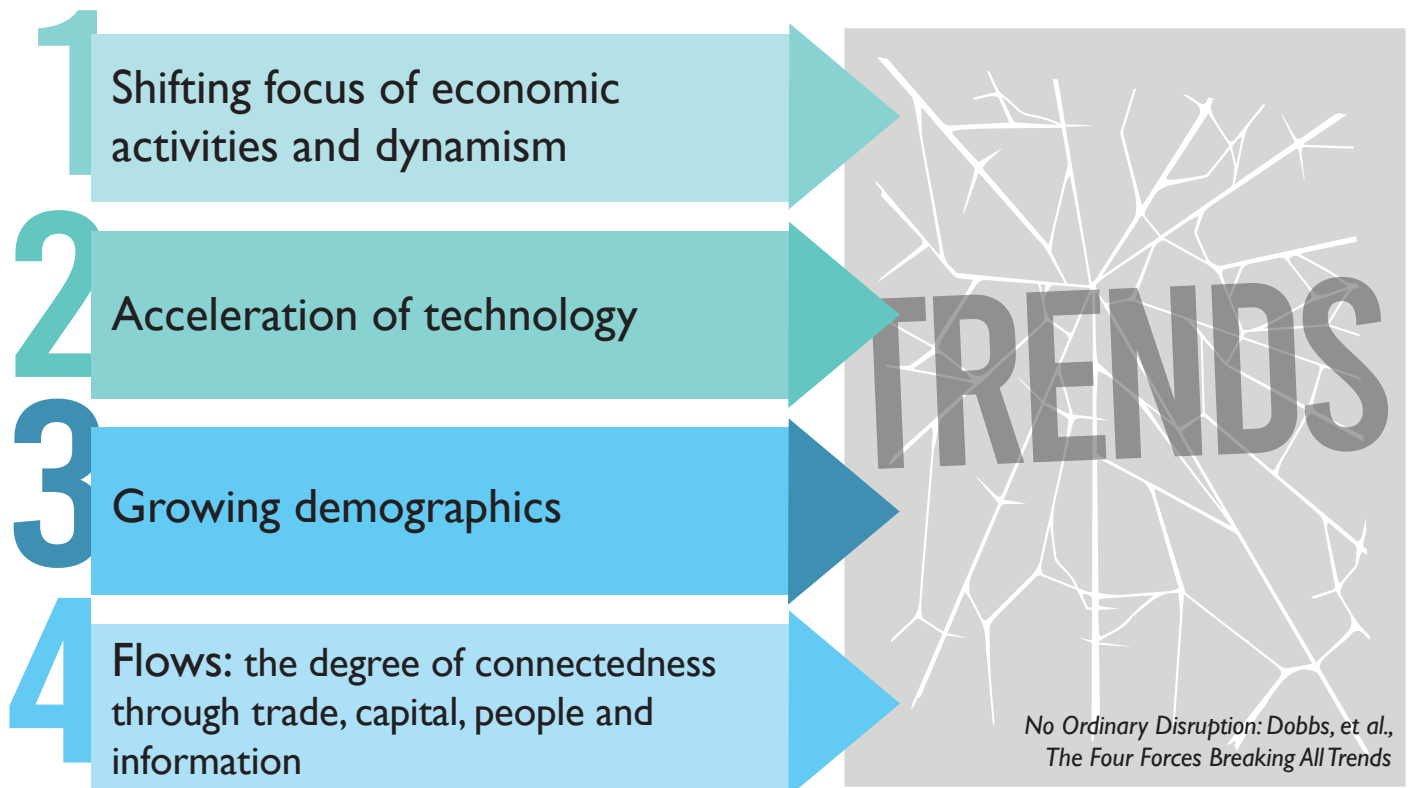 1
Shifting focus of economic
activities and dynamism
2
Acceleration of technology
3
Growing demographics
4
Flows: the degree of connectedness
through trade, capital, people and
information
TRENDS
No Ordinary Disruption: Dobbs, et al.,
The Four Forces Breaking All Trends